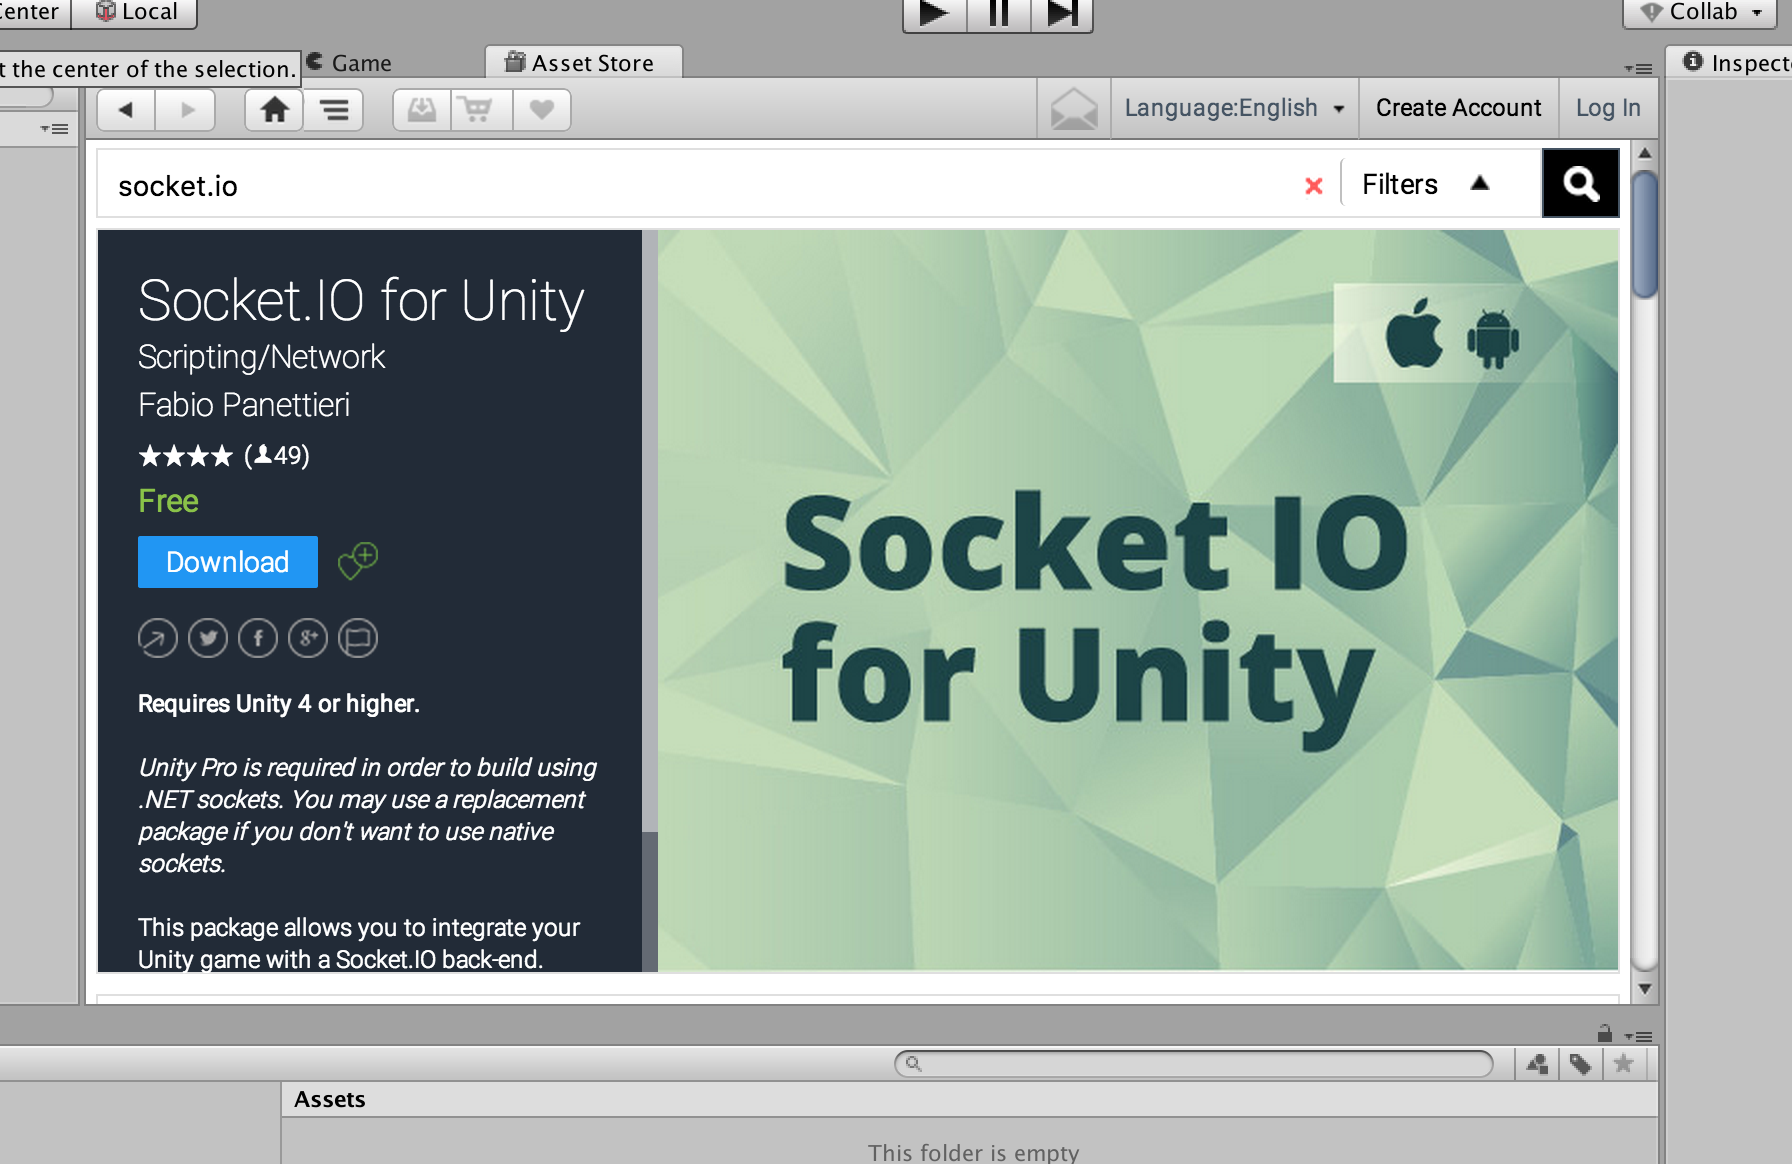 Center Local
Collab
t the center of the selection.
Game
Asset Store
Inspect
Language:English
Create Account
Log In
socket.io
Filters
Socket.IO for Unity
Scripting/Network
Fabio Panettieri
(49)
Free
Download
Requires Unity 4 or higher.
Unity Pro is required in order to build using
.NET sockets. You may use a replacement
package if you don't want to use native
sockets.
This package allows you to integrate your
Unity game with a Socket.IO back-end.
Socket IO
for Unity
Assets
This folder is empty